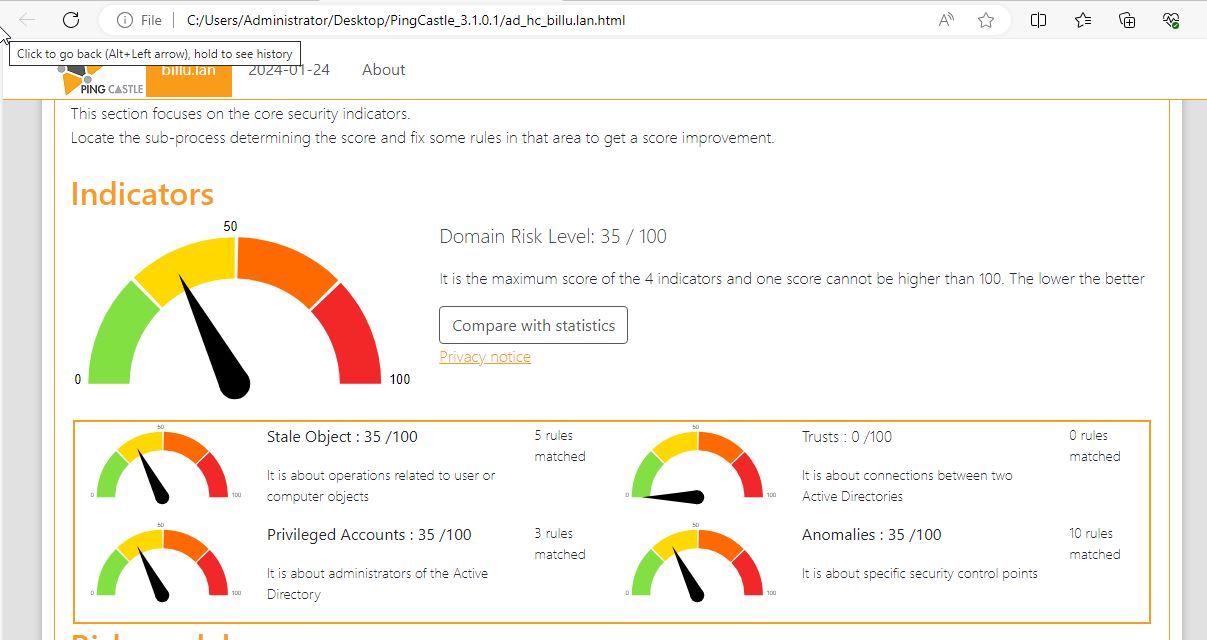 File
C:/Users/Administrator/Desktop/PingCastle_3.1.0.1/ad_hc_billu.lan.html
Click to go back (Alt+Left arrow), hold to see history
PING CASTLE
billu.lan
2024-01-24
About
This section focuses on the core security indicators.
Locate the sub-process determining the score and fix some rules in that area to get a score improvement.
Indicators
0
50
100
Domain Risk Level: 35 / 100
It is the maximum score of the 4 indicators and one score cannot be higher than 100. The lower the better
Compare with statistics
Privacy notice
0
50
100
Stale Object : 35 /100
It is about operations related to user or
computer objects
5 rules
matched
0
50
100
Trusts : 0 /100
It is about connections between two
Active Directories
0 rules
matched
0
50
100
Privileged Accounts : 35 /100
It is about administrators of the Active
Directory
3 rules
matched
0
50
100
Anomalies : 35 /100
It is about specific security control points
10 rules
matched